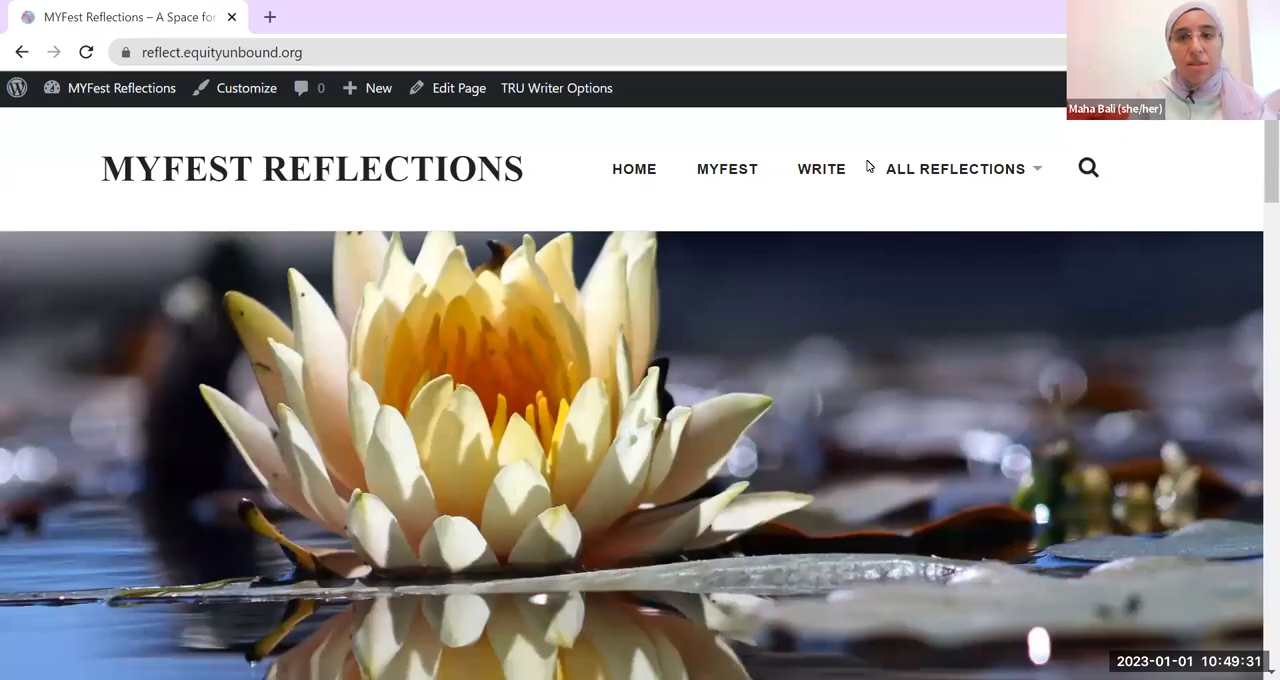 MYFest Reflections – A Space for
reflect.equityunbound.org
MYFest Reflections Customize 0 New Edit Page TRU Writer Options
Maha Bali (she/her)
MYFEST REFLECTIONS HOME MYFEST WRITE ALL REFLECTIONS
2023-01-01 10:49:31